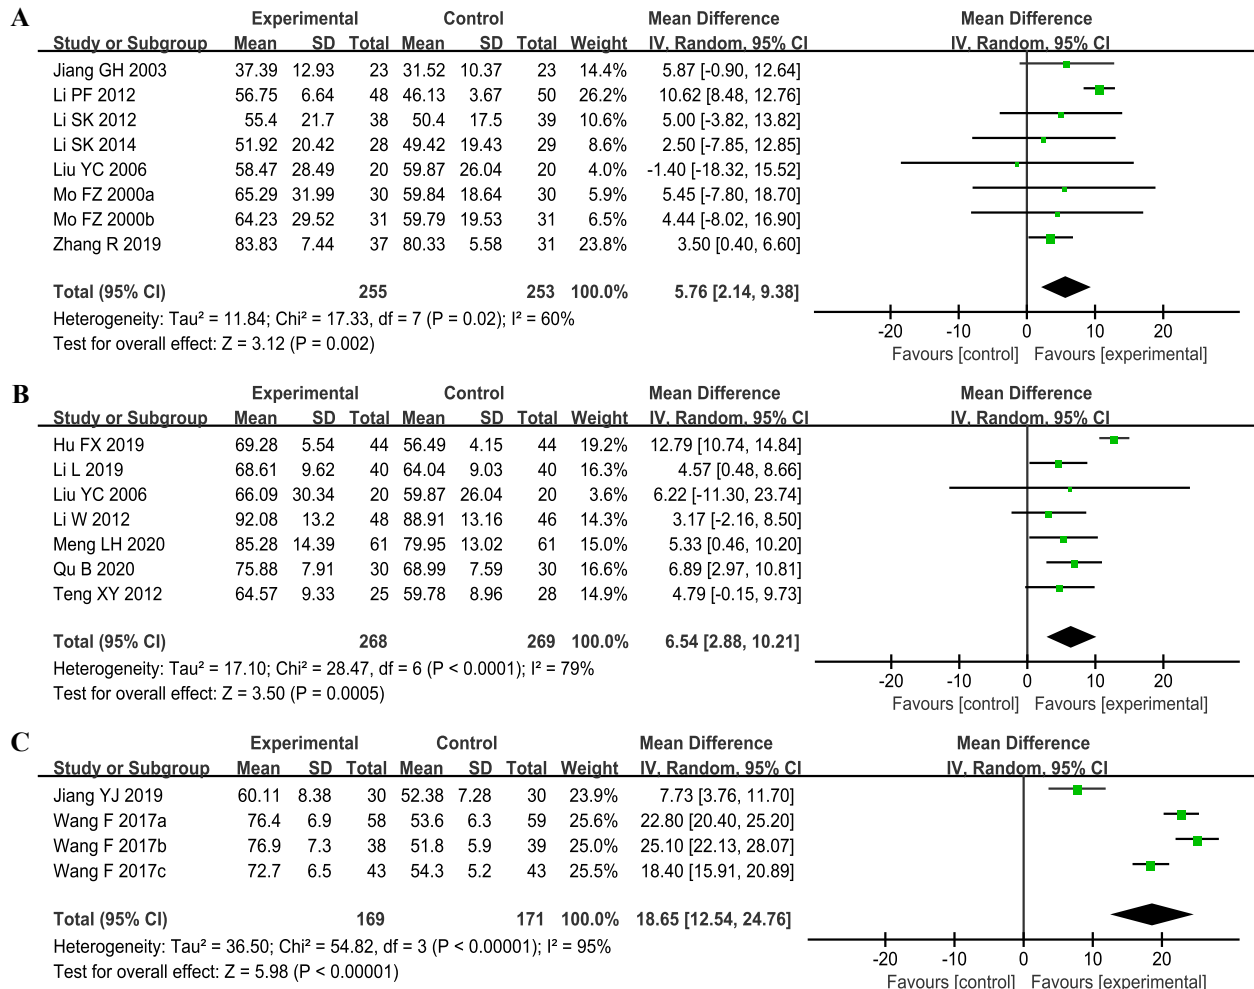 A
Experimental Control Mean Difference Mean Difference
Study or Subgroup Mean SD Total Mean SD Total Weight IV, Random, 95% CI IV, Random, 95% CI
Jiang GH 2003 37.39 12.93 23 31.52 10.37 23 14.4% 5.87 [-0.90, 12.64]
Li PF 2012 56.75 6.64 48 46.13 3.67 50 26.2% 10.62 [8.48, 12.76]
Li SK 2012 55.4 21.7 38 50.4 17.5 39 10.6% 5.00 [-3.82, 13.82]
Li SK 2014 51.92 20.42 28 49.42 19.43 29 8.6% 2.50 [-7.85, 12.85]
Liu YC 2006 58.47 28.49 20 59.87 26.04 20 4.0% -1.40 [-18.32, 15.52]
Mo FZ 2000a 65.29 31.99 30 59.84 18.64 30 5.9% 5.45 [-7.80, 18.70]
Mo FZ 2000b 64.23 29.52 31 59.79 19.53 31 6.5% 4.44 [-8.02, 16.90]
Zhang R 2019 83.83 7.44 37 80.33 5.58 31 23.8% 3.50 [0.40, 6.60]
Total (95% CI) 255 253 100.0% 5.76 [2.14, 9.38]
Heterogeneity: Tau² = 11.84; Chi² = 17.33, df = 7 (P = 0.02); I² = 60%
Test for overall effect: Z = 3.12 (P = 0.002)
-20 -10 0 10 20
Favours [control] Favours [experimental]
B
Experimental Control Mean Difference Mean Difference
Study or Subgroup Mean SD Total Mean SD Total Weight IV, Random, 95% CI IV, Random, 95% CI
Hu FX 2019 69.28 5.54 44 56.49 4.15 44 19.2% 12.79 [10.74, 14.84]
Li L 2019 68.61 9.62 40 64.04 9.03 40 16.3% 4.57 [0.48, 8.66]
Liu YC 2006 66.09 30.34 20 59.87 26.04 20 3.6% 6.22 [-11.30, 23.74]
Li W 2012 92.08 13.2 48 88.91 13.16 46 14.3% 3.17 [-2.16, 8.50]
Meng LH 2020 85.28 14.39 61 79.95 13.02 61 15.0% 5.33 [0.46, 10.20]
Qu B 2020 75.88 7.91 30 68.99 7.59 30 16.6% 6.89 [2.97, 10.81]
Teng XY 2012 64.57 9.33 25 59.78 8.96 28 14.9% 4.79 [-0.15, 9.73]
Total (95% CI) 268 269 100.0% 6.54 [2.88, 10.21]
Heterogeneity: Tau² = 17.10; Chi² = 28.47, df = 6 (P < 0.0001); I² = 79%
Test for overall effect: Z = 3.50 (P = 0.0005)
-20 -10 0 10 20
Favours [control] Favours [experimental]
C
Experimental Control Mean Difference Mean Difference
Study or Subgroup Mean SD Total Mean SD Total Weight IV, Random, 95% CI IV, Random, 95% CI
Jiang YJ 2019 60.11 8.38 30 52.38 7.28 30 23.9% 7.73 [3.76, 11.70]
Wang F 2017a 76.4 6.9 58 53.6 6.3 59 25.6% 22.80 [20.40, 25.20]
Wang F 2017b 76.9 7.3 38 51.8 5.9 39 25.0% 25.10 [22.13, 28.07]
Wang F 2017c 72.7 6.5 43 54.3 5.2 43 25.5% 18.40 [15.91, 20.89]
Total (95% CI) 169 171 100.0% 18.65 [12.54, 24.76]
Heterogeneity: Tau² = 36.50; Chi² = 54.82, df = 3 (P < 0.00001); I² = 95%
Test for overall effect: Z = 5.98 (P < 0.00001)
-20 -10 0 10 20
Favours [control] Favours [experimental]